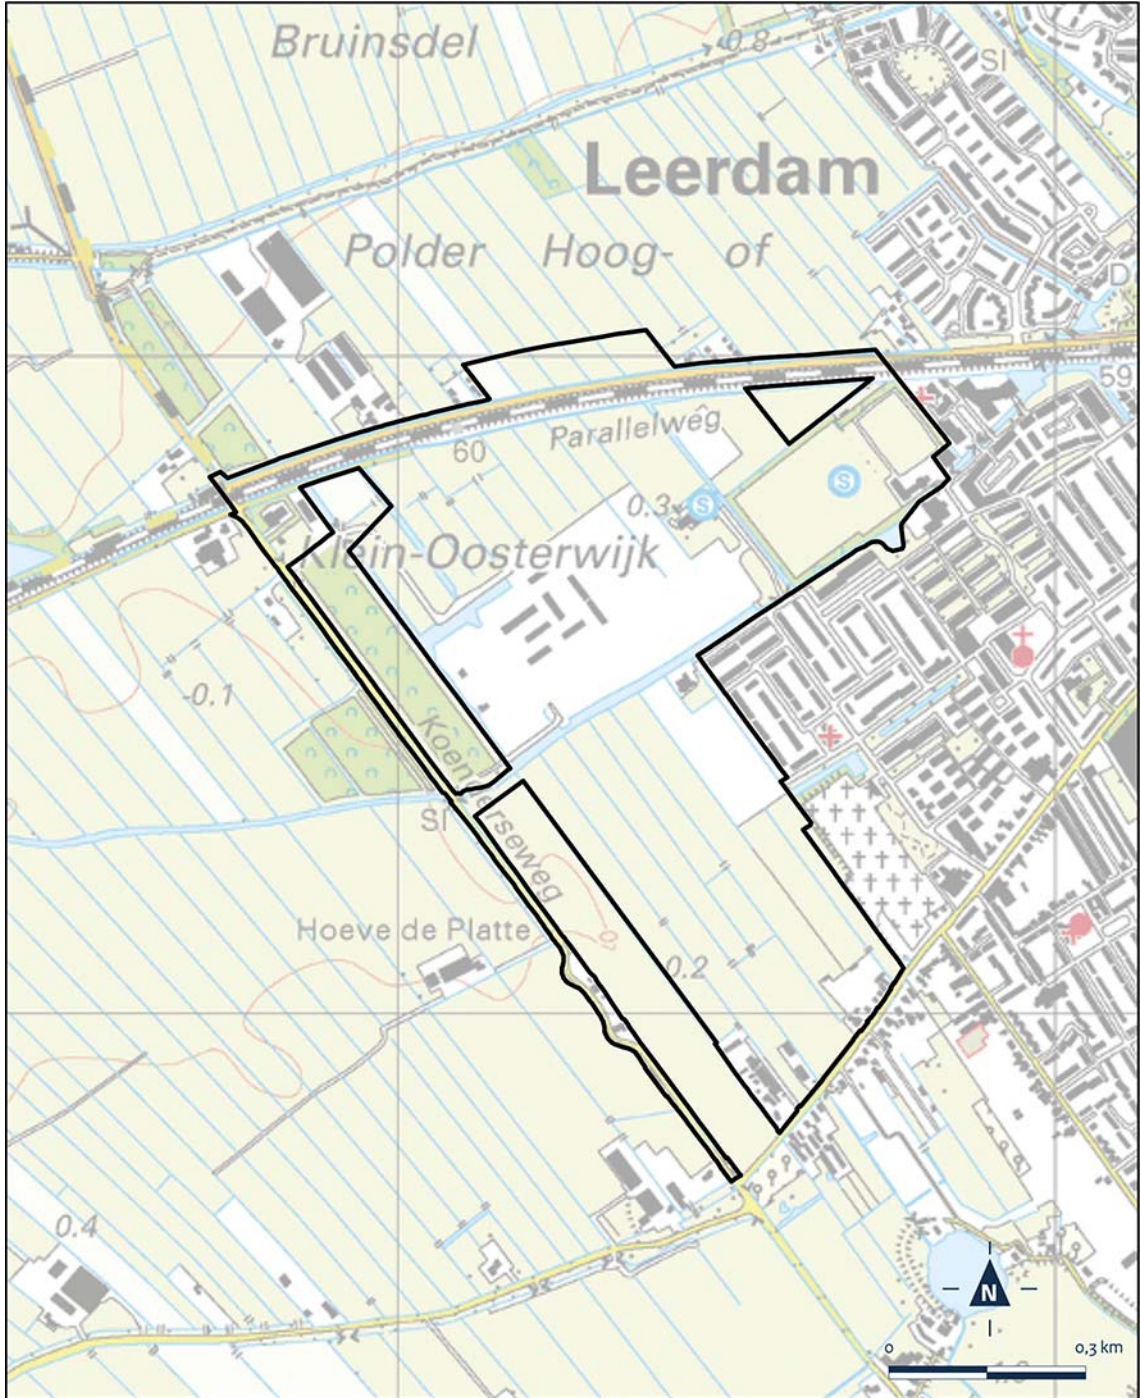 Bruinsdel
0.8
SI
Leerdam
Polder Hoog- of
D
59
Parallelweg
60
S
0.3
S
Klein-Oosterwijk
-0.1
Koenderseweg
SI
Hoeve de Platte
0.2
0.4
N
0
0,3 km